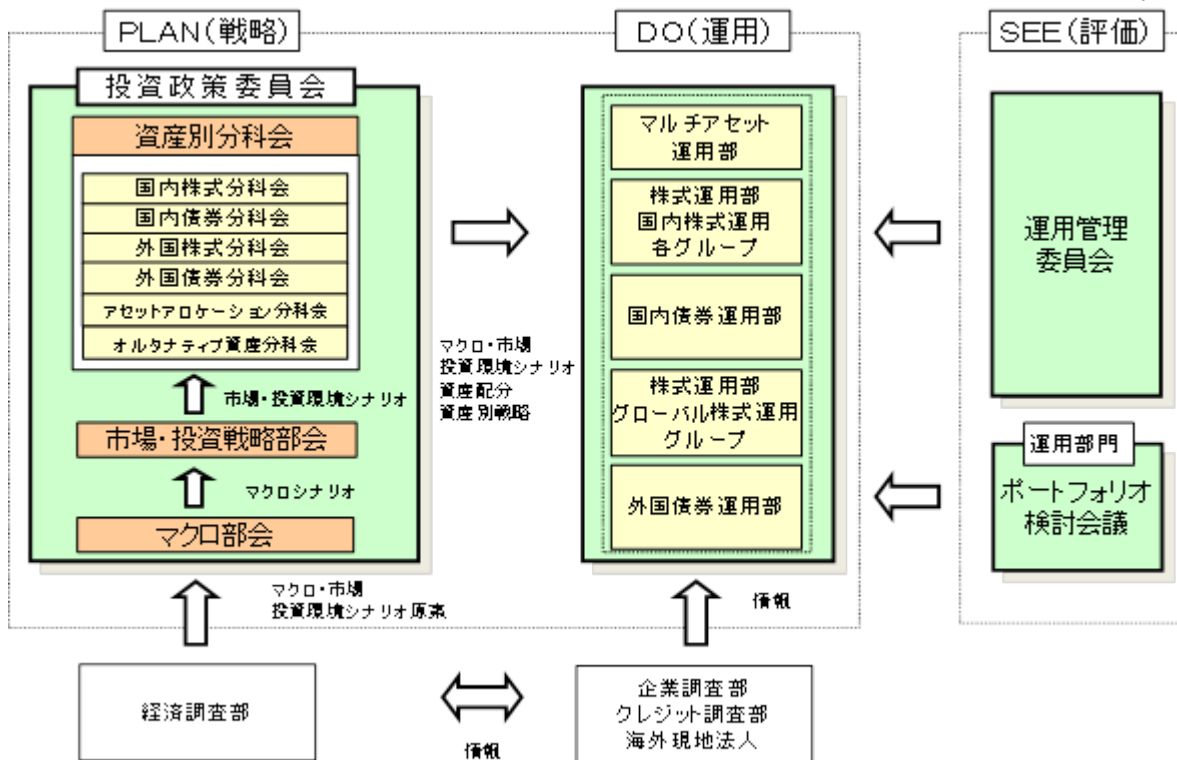 PLAN(戦略)
投資政策委員会
資産別分科会
国内株式分科会
国内債券分科会
外国株式分科会
外国債券分科会
アセットアロケーション分科会
オルタナティブ資産分科会
市場・投資環境シナリオ
市場・投資戦略部会
マクロシナリオ
マクロ部会
マクロ・市場
投資環境シナリオ原案
経済調査部
マクロ・市場
投資環境シナリオ
資産配分
資産別戦略
DO(運用)
マルチアセット
運用部
株式運用部
国内株式運用
各グループ
国内債券運用部
株式運用部
グローバル株式運用
グループ
外国債券運用部
情報
情報
企業調査部
クレジット調査部
海外現地法人
SEE(評価)
運用管理
委員会
運用部門
ポートフォリオ
検討会議